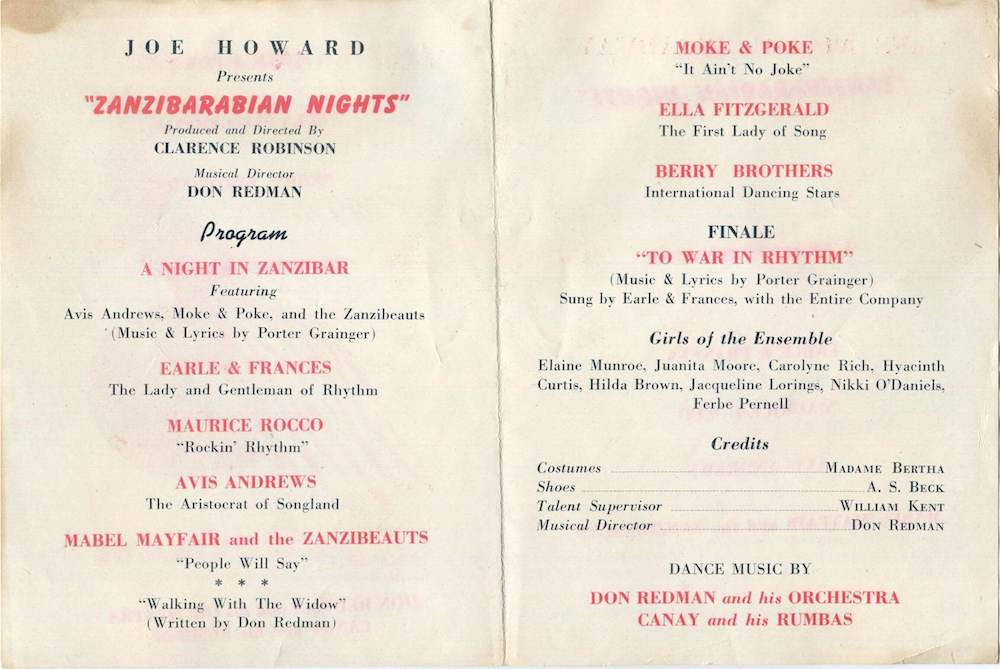 JOE HOWARD
Presents
"ZANZIBARABIAN NIGHTS"
Produced and Directed By
CLARENCE ROBINSON
Musical Director
DON REDMAN
Program
A NIGHT IN ZANZIBAR
Featuring
Avis Andrews, Moke & Poke, and the Zanzibeauts
(Music & Lyrics by Porter Grainger)
EARLE & FRANCES
The Lady and Gentleman of Rhythm
MAURICE ROCCO
"Rockin' Rhythm"
AVIS ANDREWS
The Aristocrat of Songland
MABEL MAYFAIR and the ZANZIBEAUTS
"People Will Say"
* * *
"Walking With The Widow"
(Written by Don Redman)
MOKE & POKE
"It Ain't No Joke"
ELLA FITZGERALD
The First Lady of Song
BERRY BROTHERS
International Dancing Stars
FINALE
"TO WAR IN RHYTHM"
(Music & Lyrics by Porter Grainger)
Sung by Earle & Frances, with the Entire Company
Girls of the Ensemble
Elaine Munroe, Juanita Moore, Carolyne Rich, Hyacinth
Curtis, Hilda Brown, Jacqueline Lorings, Nikki O'Daniels,
Ferbe Pernell
Credits
Costumes MADAME BERTHA
Shoes A. S. BECK
Talent Supervisor WILLIAM KENT
Musical Director DON REDMAN
DANCE MUSIC BY
DON REDMAN and his ORCHESTRA
CANAY and his RUMBAS